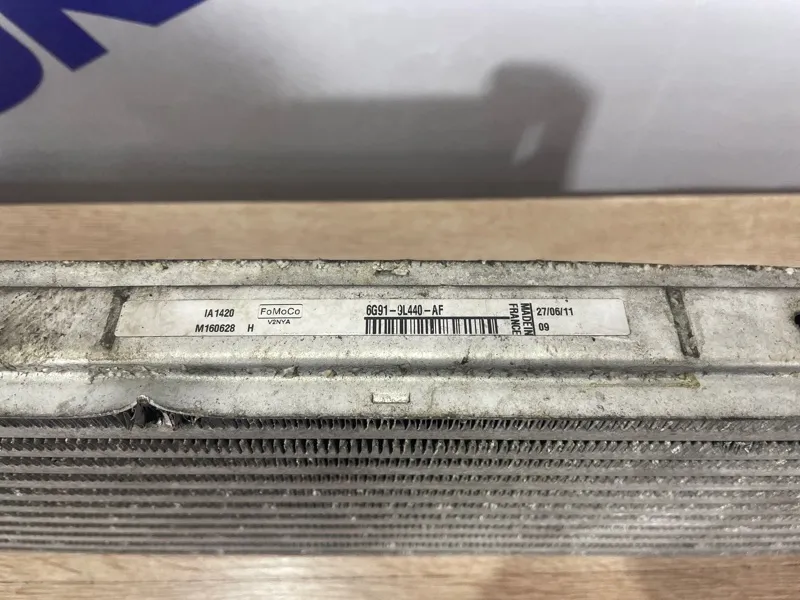 IA1420
M160628 H
FoMoCo
V2NYA
6G91-9L440-AF
MADE IN
FRANCE
27/06/11
09